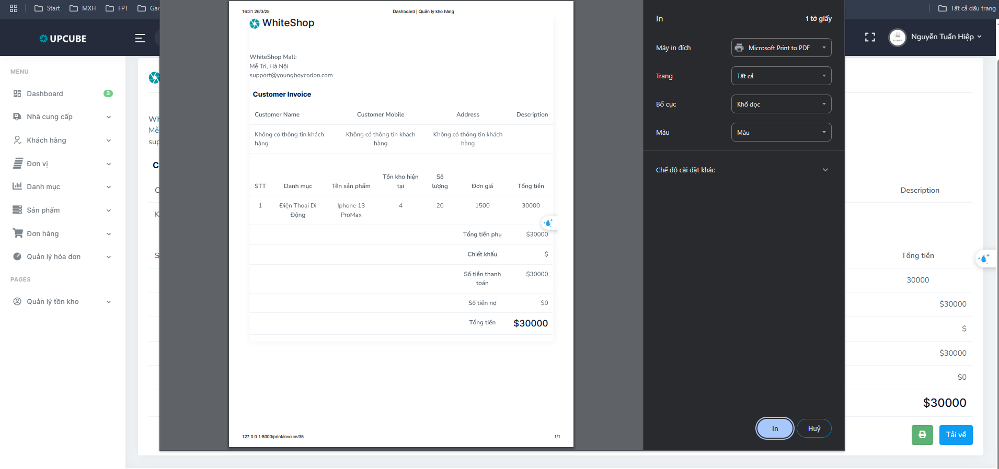 Start
MXH
FPT
Gar
Tất cả dấu trang
UPCUBE
Nguyễn Tuấn Hiệp
MENU
Dashboard
3
Nhà cung cấp
Khách hàng
Đơn vị
Danh mục
Sản phẩm
Đơn hàng
Quản lý hóa đơn
PAGES
Quản lý tồn kho
Wh
Mễ
sup
C
C
K
S
16:31 26/3/25
Dashboard | Quản lý kho hàng
WhiteShop
WhiteShop Mall:
Mễ Trì, Hà Nội
support@youngboycodon.com
Customer Invoice
Customer Name Customer Mobile Address Description
Không có thông tin khách Không có thông tin khách Không có thông tin khách
hàng hàng hàng
Tồn kho hiện Số
STT Danh mục Tên sản phẩm tại lượng Đơn giá Tổng tiền
1 Điện Thoại Di Iphone 13 4 20 1500 30000
Động ProMax
Tổng tiền phụ $30000
Chiết khấu $
Số tiền thanh $30000
toán
Số tiền nợ $0
Tổng tiền $30000
127.0.0.1:8000/print/invoice/35
1/1
In
1 tờ giấy
Máy in đích
Microsoft Print to PDF
Trang
Tất cả
Bố cục
Khổ dọc
Màu
Màu
Chế độ cài đặt khác
In
Huỷ
Description
Tổng tiền
30000
$30000
$
$30000
$0
$30000
Tải về